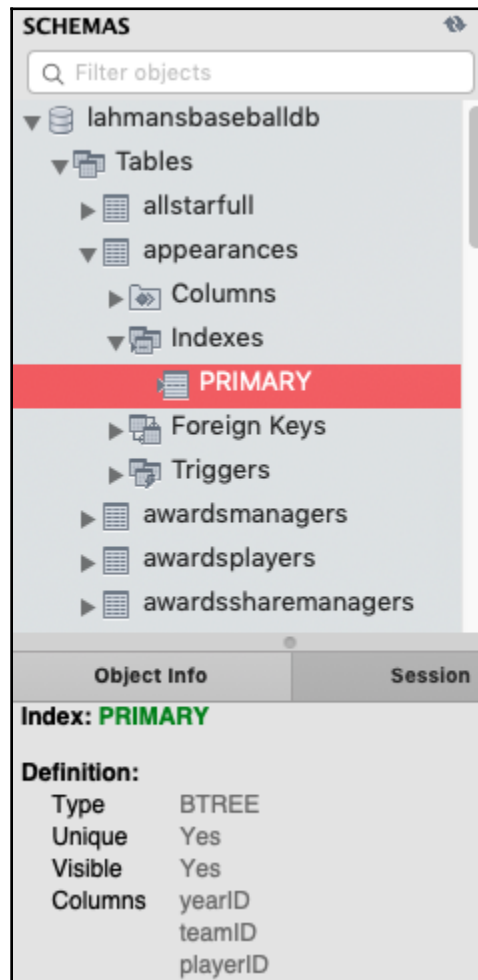 SCHEMAS
Filter objects
lahmansbaseballdb
Tables
allstarfull
appearances
Columns
Indexes
PRIMARY
Foreign Keys
Triggers
awardsmanagers
awardsplayers
awardssharemanagers
Object Info Session
Index: PRIMARY
Definition:
Type BTREE
Unique Yes
Visible Yes
Columns yearID
teamID
playerID